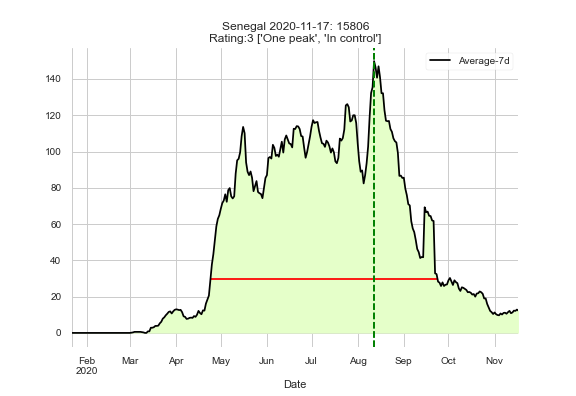 Senegal 2020-11-17: 15806
Rating:3 ['One peak', 'In control']
Average-7d
140
120
100
80
60
40
20
0
Feb Mar Apr May Jun Jul Aug Sep Oct Nov
2020
Date